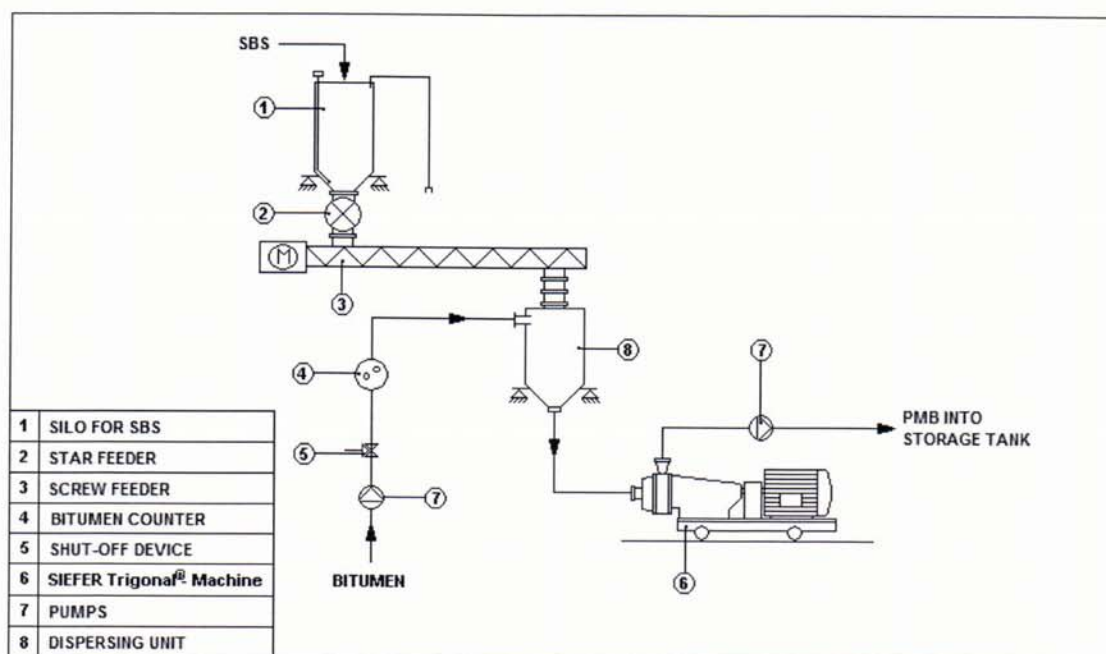 SBS
1
2
M
3
4
8
7
5
7
PMB INTO
STORAGE TANK
BITUMEN
6
1 SILO FOR SBS
2 STAR FEEDER
3 SCREW FEEDER
4 BITUMEN COUNTER
5 SHUT-OFF DEVICE
6 SIEFER Trigonal®- Machine
7 PUMPS
8 DISPERSING UNIT